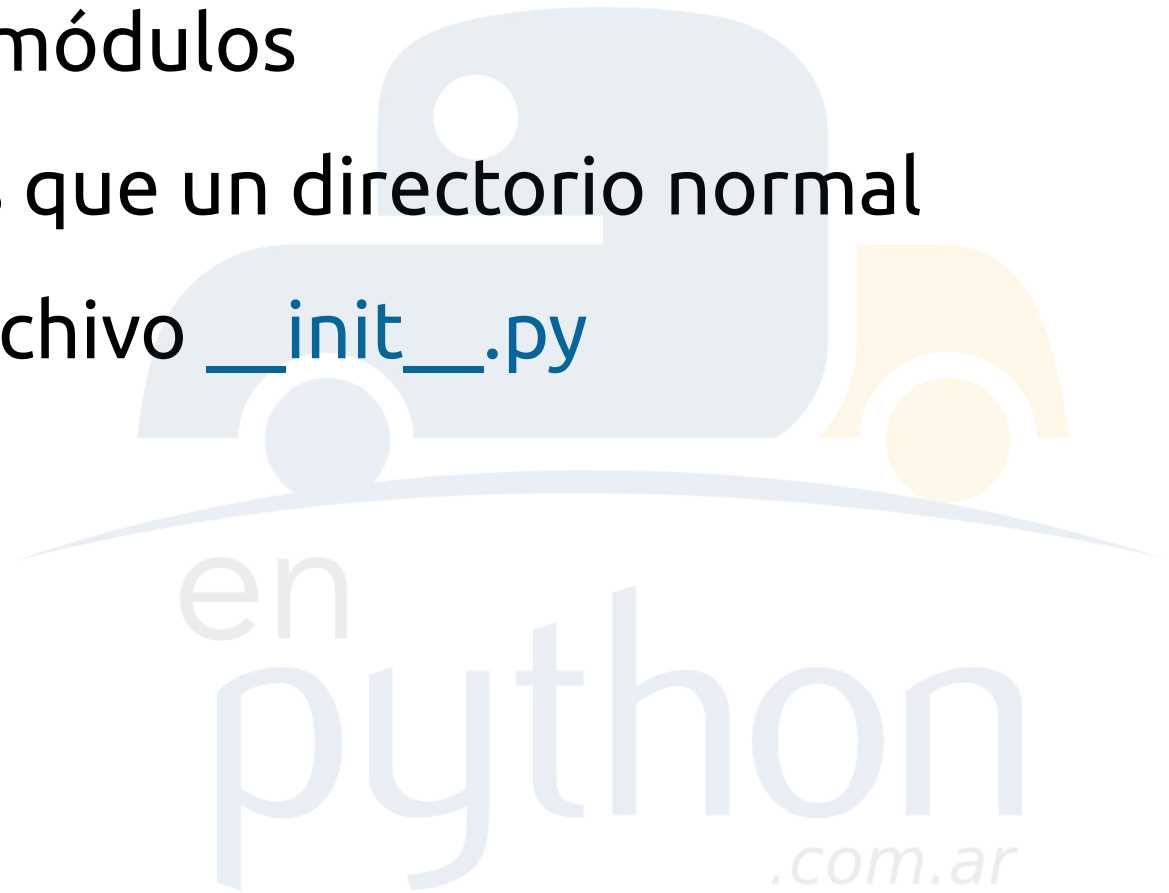 módulos
que un directorio normal
chivo __init__.py
en
python
.com.ar